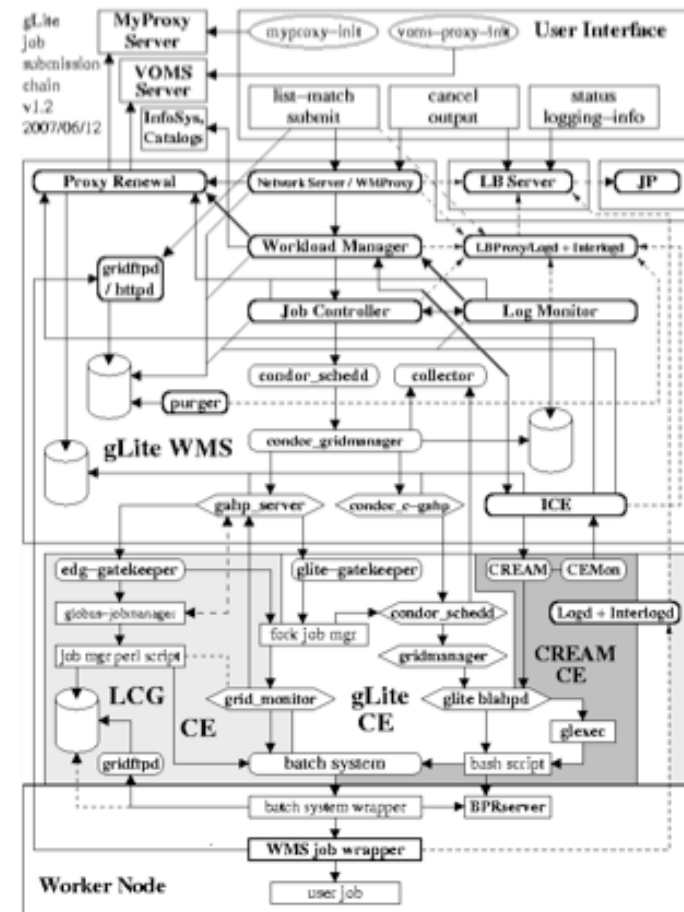 gLite
job
submission
chain
v1.2
2007/06/12
MyProxy
Server
VOMS
Server
InfoSys,
Catalogs
myproxy-init
voms-proxy-init
User Interface
list-match
submit
cancel
output
status
logging-info
Proxy Renewal
Network Server / WMProxy
LB Server
JP
Workload Manager
LBProxy/Logd + Interlogd
gridftpd
/ httpd
Job Controller
Log Monitor
condor_schedd
collector
purger
condor_gridmanager
gLite WMS
gahp_server
condor_c-gahp
ICE
edg-gatekeeper
glite-gatekeeper
CREAM
CEMon
globus-jobmanager
fork job mgr
condor_schedd
Logd + Interlogd
job mgr perl script
gridmanager
CREAM
CE
LCG
CE
grid_monitor
gLite
CE
glite blahpd
glexec
gridftpd
batch system
bash script
batch system wrapper
BPRserver
WMS job wrapper
Worker Node
user job